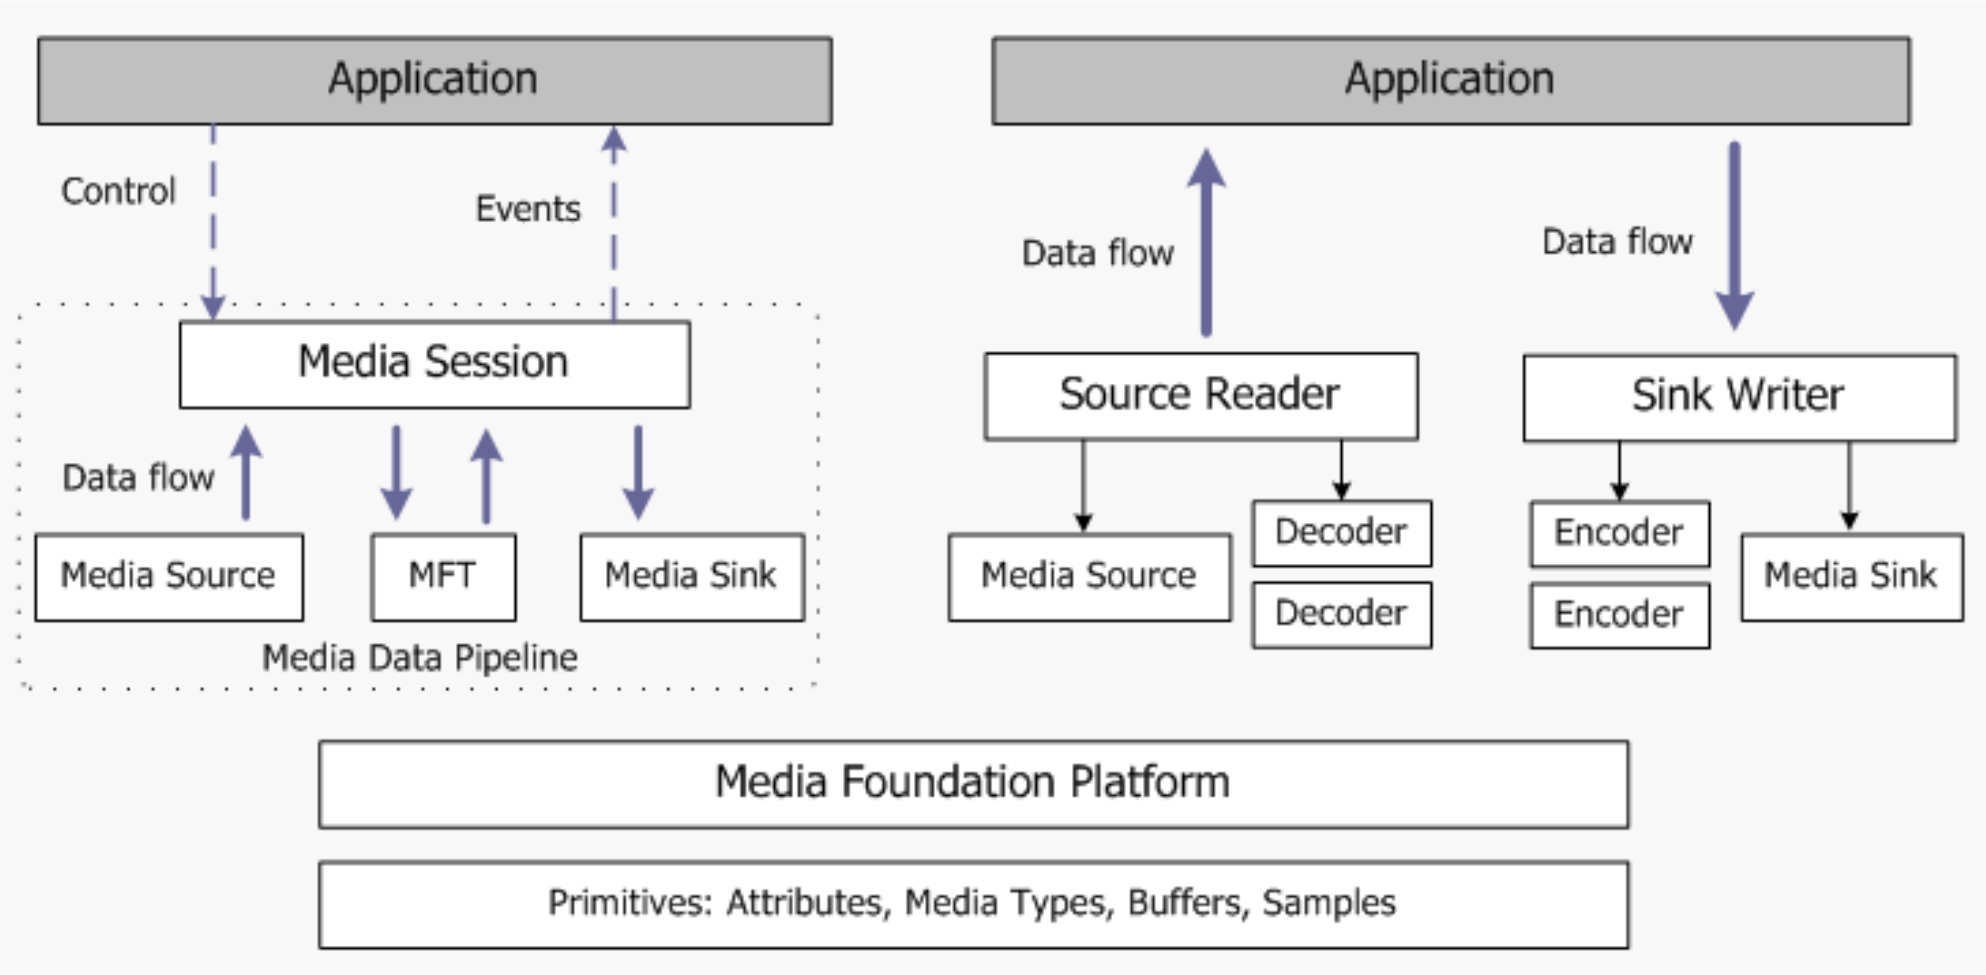 Application
Control
Events
Media Session
Data flow
Media Source
MFT
Media Sink
Media Data Pipeline
Application
Data flow
Data flow
Source Reader
Sink Writer
Media Source
Decoder
Decoder
Encoder
Encoder
Media Sink
Media Foundation Platform
Primitives: Attributes, Media Types, Buffers, Samples